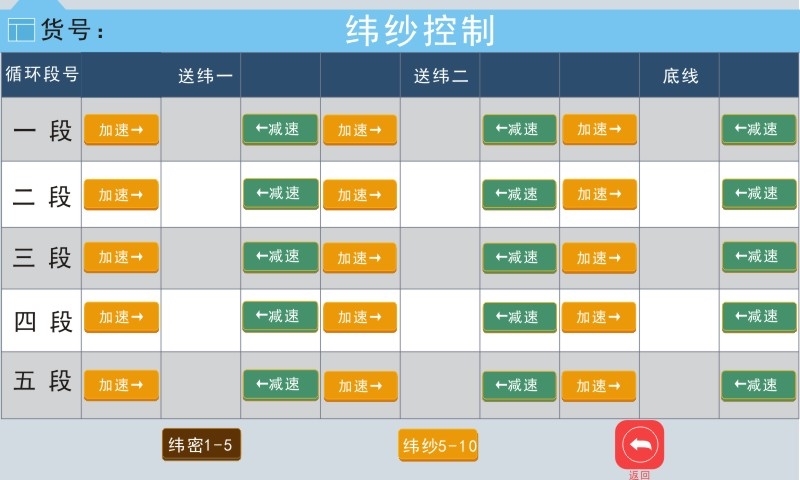 货号： 纬纱控制
循环段号 送纬一 送纬二 底线
一 段 加速→ ←减速 加速→ ←减速 加速→ ←减速
二 段 加速→ ←减速 加速→ ←减速 加速→ ←减速
三 段 加速→ ←减速 加速→ ←减速 加速→ ←减速
四 段 加速→ ←减速 加速→ ←减速 加速→ ←减速
五 段 加速→ ←减速 加速→ ←减速 加速→ ←减速
纬密1-5 纬纱5-10
返回